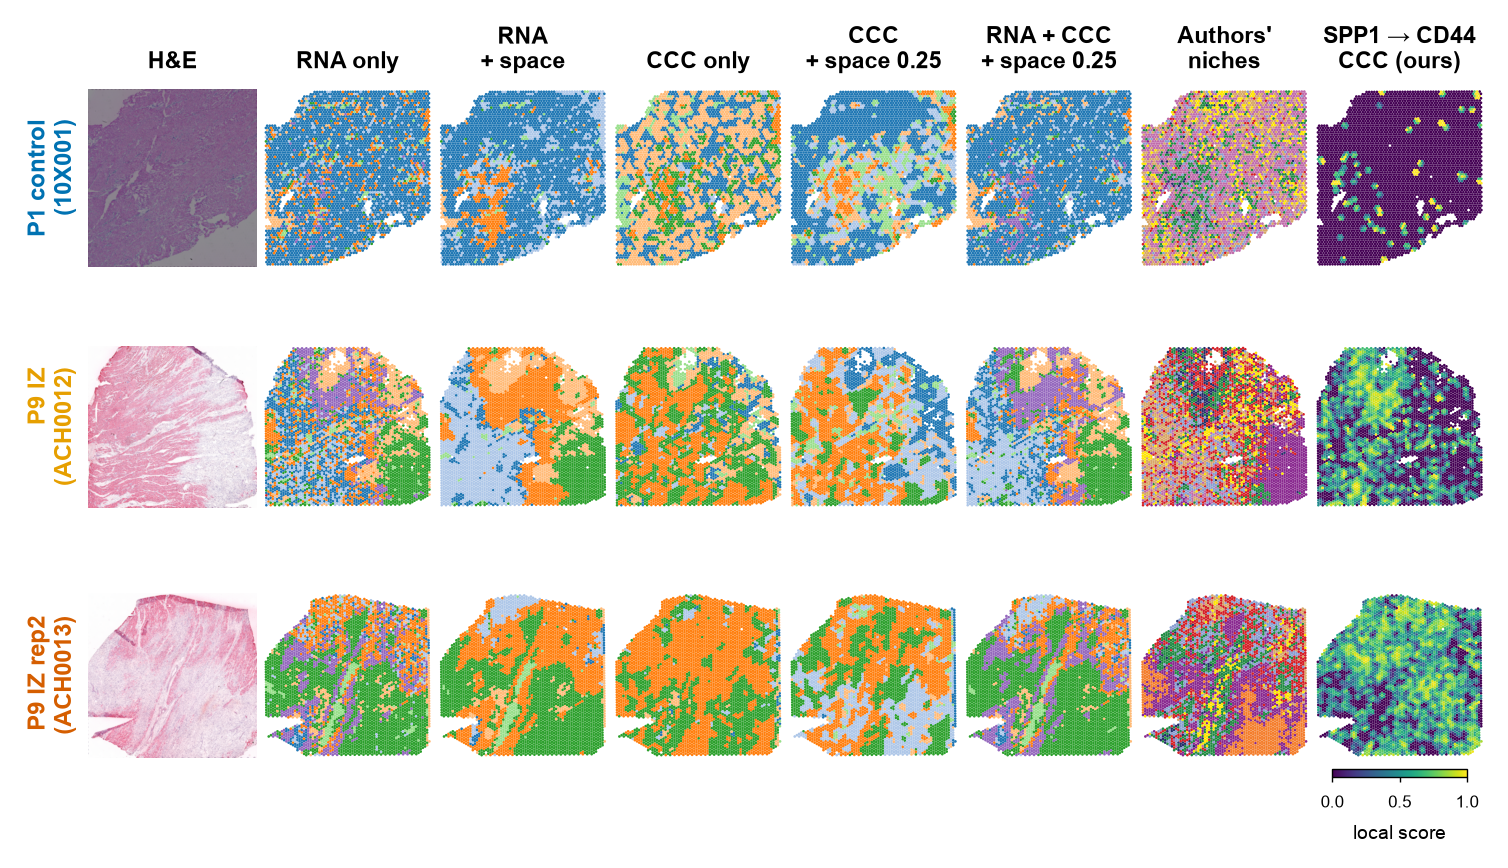 H&E
RNA only
RNA
+ space
CCC only
CCC
+ space 0.25
RNA + CCC
+ space 0.25
Authors'
niches
SPP1 → CD44
CCC (ours)
P1 control
(10X001)
P9 IZ
(ACH0012)
P9 IZ rep2
(ACH0013)
0.0 0.5 1.0
local score